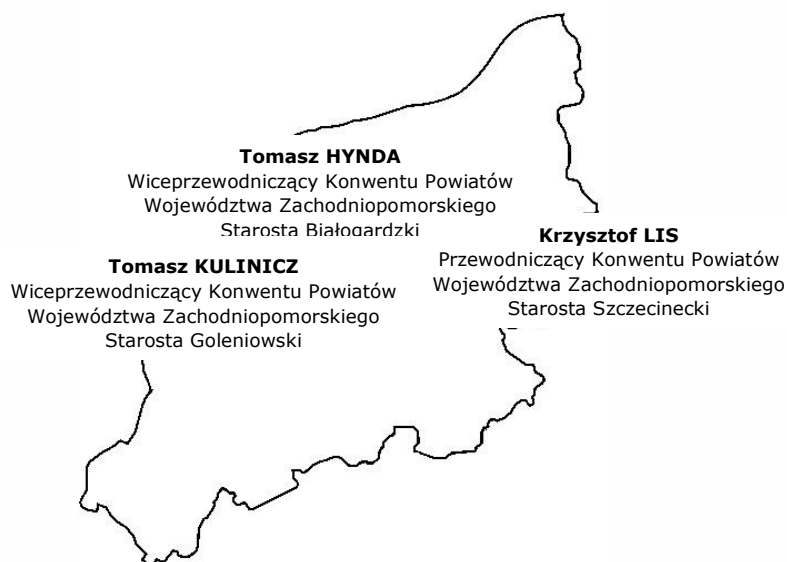 Tomasz HYNDA
Wiceprzewodniczący Konwentu Powiatów
Województwa Zachodniopomorskiego
Starosta Białogardzki
Krzysztof LIS
Przewodniczący Konwentu Powiatów
Województwa Zachodniopomorskiego
Starosta Szczecinecki
Tomasz KULINICZ
Wiceprzewodniczący Konwentu Powiatów
Województwa Zachodniopomorskiego
Starosta Goleniowski